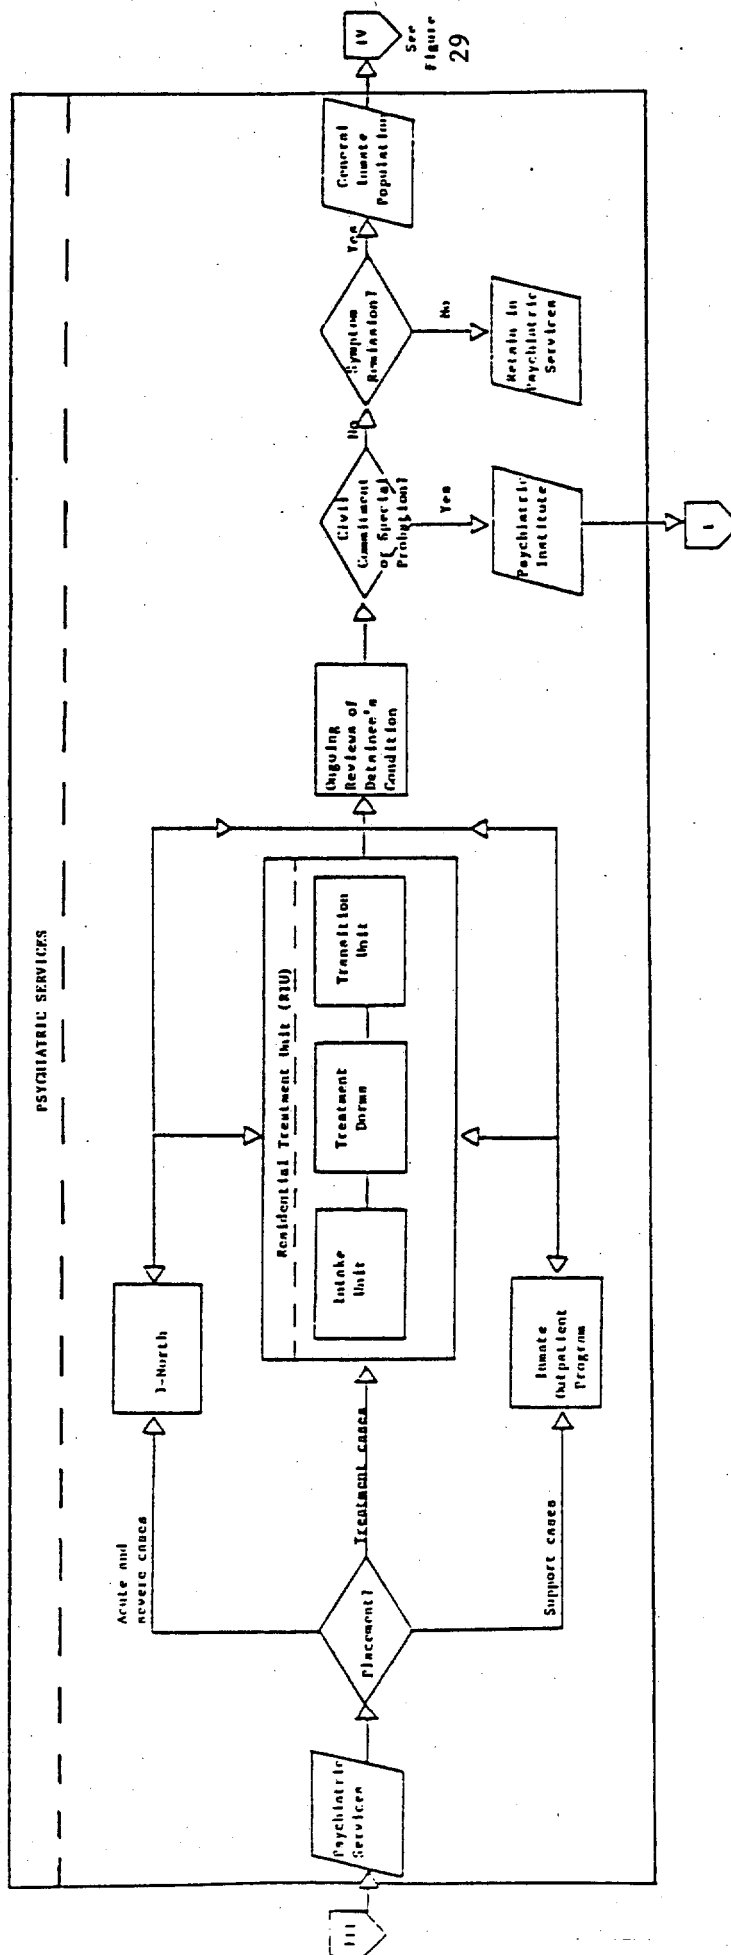 PSYCHIATRIC SERVICES
III
Psychiatric
Services
Placement?
Acute and
severe cases
Treatment cases
Support cases
3-North
Residential Treatment Unit (RTU)
Intake
Unit
Treatment
Dorms
Transition
Unit
Inmate
Outpatient
Program
Ongoing
Reviews of
Detainee's
Condition
Civil
Commitment
or Special
Probation?
No
Yes
Psychiatric
Institute
I
Symptom
Remission?
Yes
No
Retain in
Psychiatric
Services
General
Inmate
Population
IV
See
Figure
29